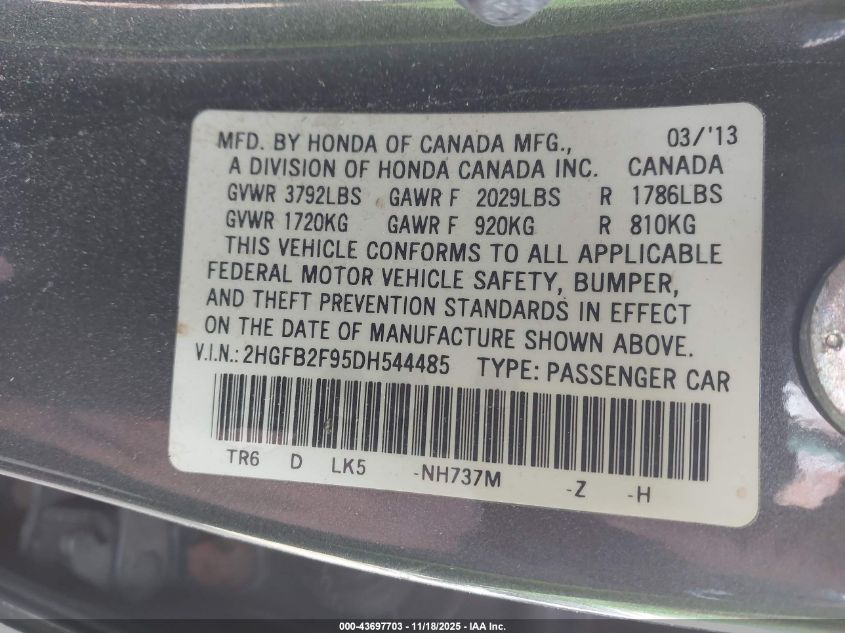 MFD. BY HONDA OF CANADA MFG., 03/'13
A DIVISION OF HONDA CANADA INC. CANADA
GVWR 3792LBS GAWR F 2029LBS R 1786LBS
GVWR 1720KG GAWR F 920KG R 810KG
THIS VEHICLE CONFORMS TO ALL APPLICABLE
FEDERAL MOTOR VEHICLE SAFETY, BUMPER,
AND THEFT PREVENTION STANDARDS IN EFFECT
ON THE DATE OF MANUFACTURE SHOWN ABOVE.
V.I.N.: 2HGFB2F95DH544485 TYPE: PASSENGER CAR
TR6 D LK5 -NH737M -Z -H
000-43697703 - 11/18/2025 - IAA Inc.